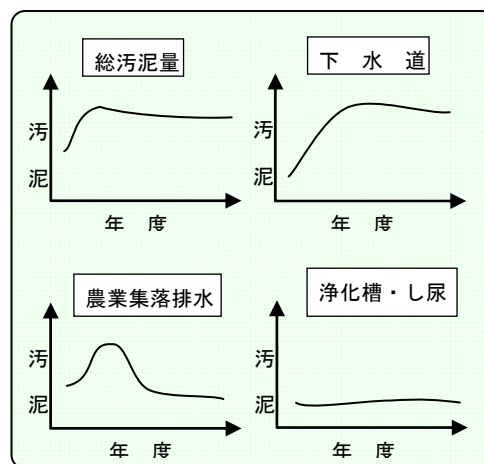 総汚泥量
汚泥
年 度
下 水 道
汚泥
年 度
農業集落排水
汚泥
年 度
浄化槽・し尿
汚泥
年 度